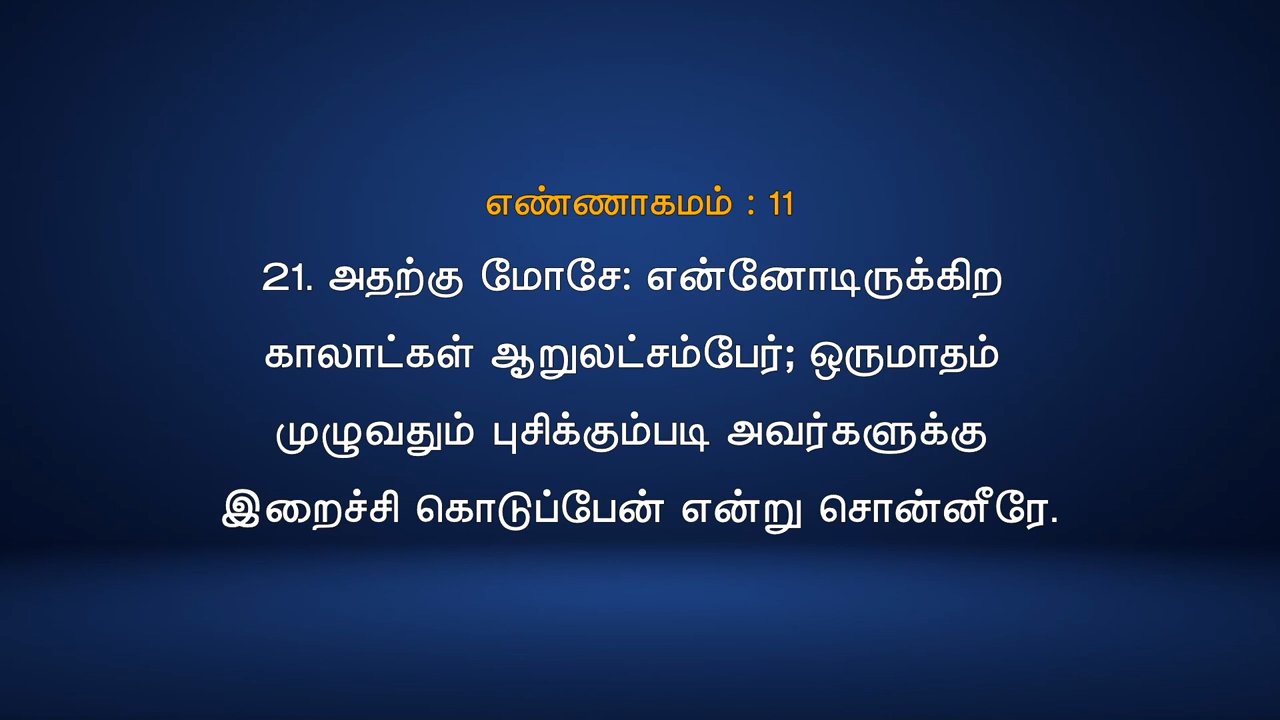 எண்ணாகமம் : 11
21. அதற்கு மோசே: என்னோடிருக்கிற
காலாட்கள் ஆறுலட்சம்பேர்; ஒருமாதம்
முழுவதும் புசிக்கும்படி அவர்களுக்கு
இறைச்சி கொடுப்பேன் என்று சொன்னீரே.